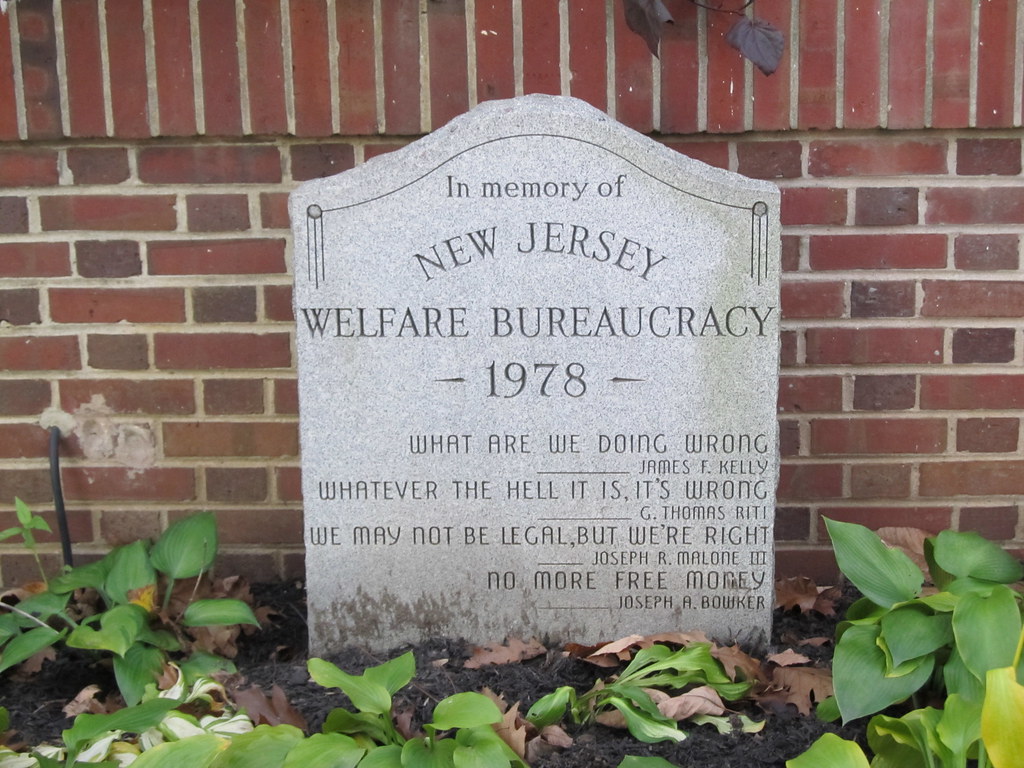 In memory of
NEW JERSEY
WELFARE BUREAUCRACY
- 1978 -
WHAT ARE WE DOING WRONG
JAMES F. KELLY
WHATEVER THE HELL IT IS, IT'S WRONG
G. THOMAS RITI
WE MAY NOT BE LEGAL, BUT WE'RE RIGHT
JOSEPH R. MALONE III
NO MORE FREE MONEY
JOSEPH A. BOWKER